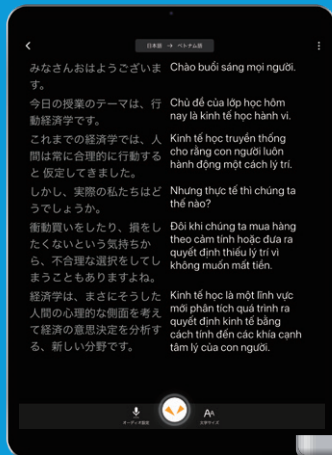 日本語 → ベトナム語
みなさんおはようございま
す。
Chào buổi sáng mọi người.
今日の授業のテーマは、行
動経済学です。
Chủ đề của lớp học hôm
nay là kinh tế học hành vi.
これまでの経済学では、人
間は常に合理的に行動する
と 仮定してきました。
Kinh tế học truyền thống
cho rằng con người luôn
hành động một cách lý trí.
しかし、実際の私たちはど
うでしょうか。
Nhưng thực tế thì chúng ta
thế nào?
衝動買いをしたり、損をし
たくないという気持ちか
ら、不合理な選択をしてし
まうこともありますよね。
Đôi khi chúng ta mua hàng
theo cảm tính hoặc đưa ra
quyết định thiếu lý trí vì
không muốn mất tiền.
経済学は、まさにそうした
人間の心理的な側面を考え
て経済の意思決定を分析す
る、新しい分野です。
Kinh tế học là một lĩnh vực
mới phân tích quá trình ra
quyết định kinh tế bằng
cách tính đến các khía cạnh
tâm lý của con người.
オーディオ設定
AA
文字サイズ